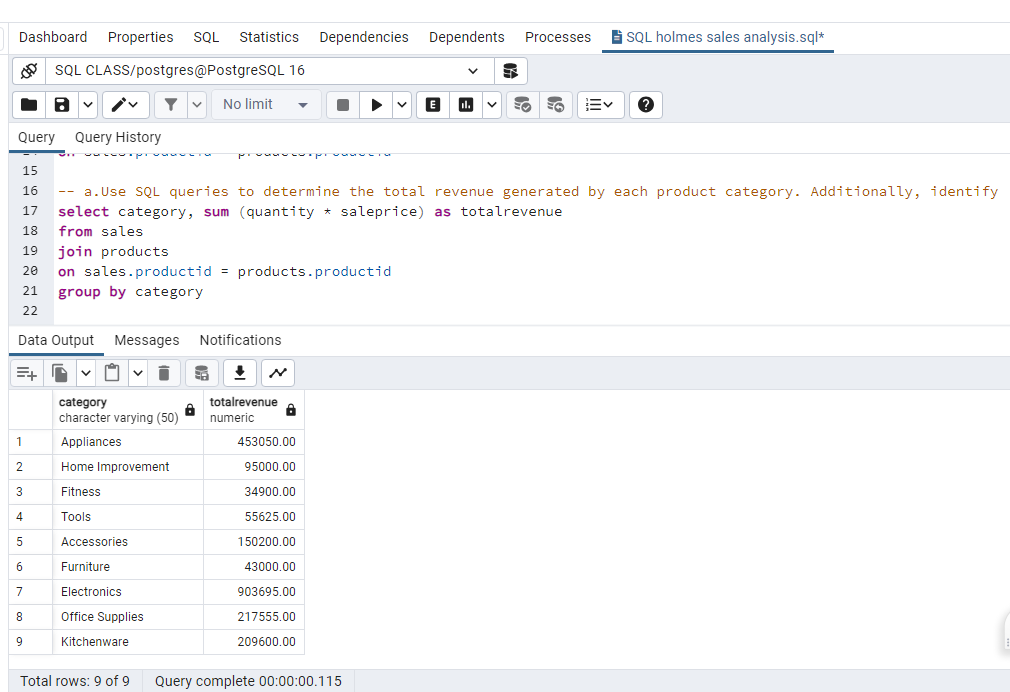 Dashboard Properties SQL Statistics Dependencies Dependents Processes SQL holmes sales analysis.sql*
SQL CLASS/postgres@PostgreSQL 16
No limit E
Query Query History
15
16 -- a.Use SQL queries to determine the total revenue generated by each product category. Additionally, identify
17 select category, sum (quantity * saleprice) as totalrevenue
18 from sales
19 join products
20 on sales.productid = products.productid
21 group by category
22
Data Output Messages Notifications
category totalrevenue
character varying (50) numeric
1 Appliances 453050.00
2 Home Improvement 95000.00
3 Fitness 34900.00
4 Tools 55625.00
5 Accessories 150200.00
6 Furniture 43000.00
7 Electronics 903695.00
8 Office Supplies 217555.00
9 Kitchenware 209600.00
Total rows: 9 of 9 Query complete 00:00:00.115